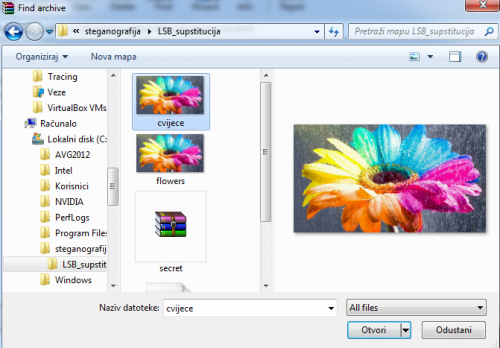 Find archive
« steganografija ▸ LSB_supstitucija ▸
Pretraži mapu LSB_supstitucija
Organiziraj
Nova mapa
Tracing
Veze
VirtualBox VMs
Računalo
Lokalni disk (C:
AVG2012
Intel
Korisnici
NVIDIA
PerfLogs
Program Files
steganografij
LSB_supstit
Windows
cvijece
flowers
secret
Naziv datoteke:
cvijece
All files
Otvori
Odustani